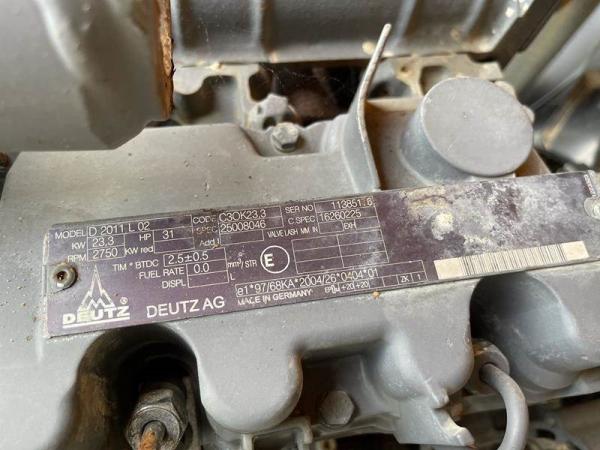 MODEL D 2011 L 02 CODE C3OK23,3 SER NO 113851 6
KW 23,3 HP 31 SPEC 25008046 C.SPEC 16260225
RPM 2750 KW red. Add.I VALVE LASH MM IN EXH
TIM ° BTDC 2.5±0.5 mm³/STR E
FUEL RATE 0.0
DISPL L e1*97/68KA*2004/26*0404*01
DEUTZ ® DEUTZ AG MADE IN GERMANY ZK 1